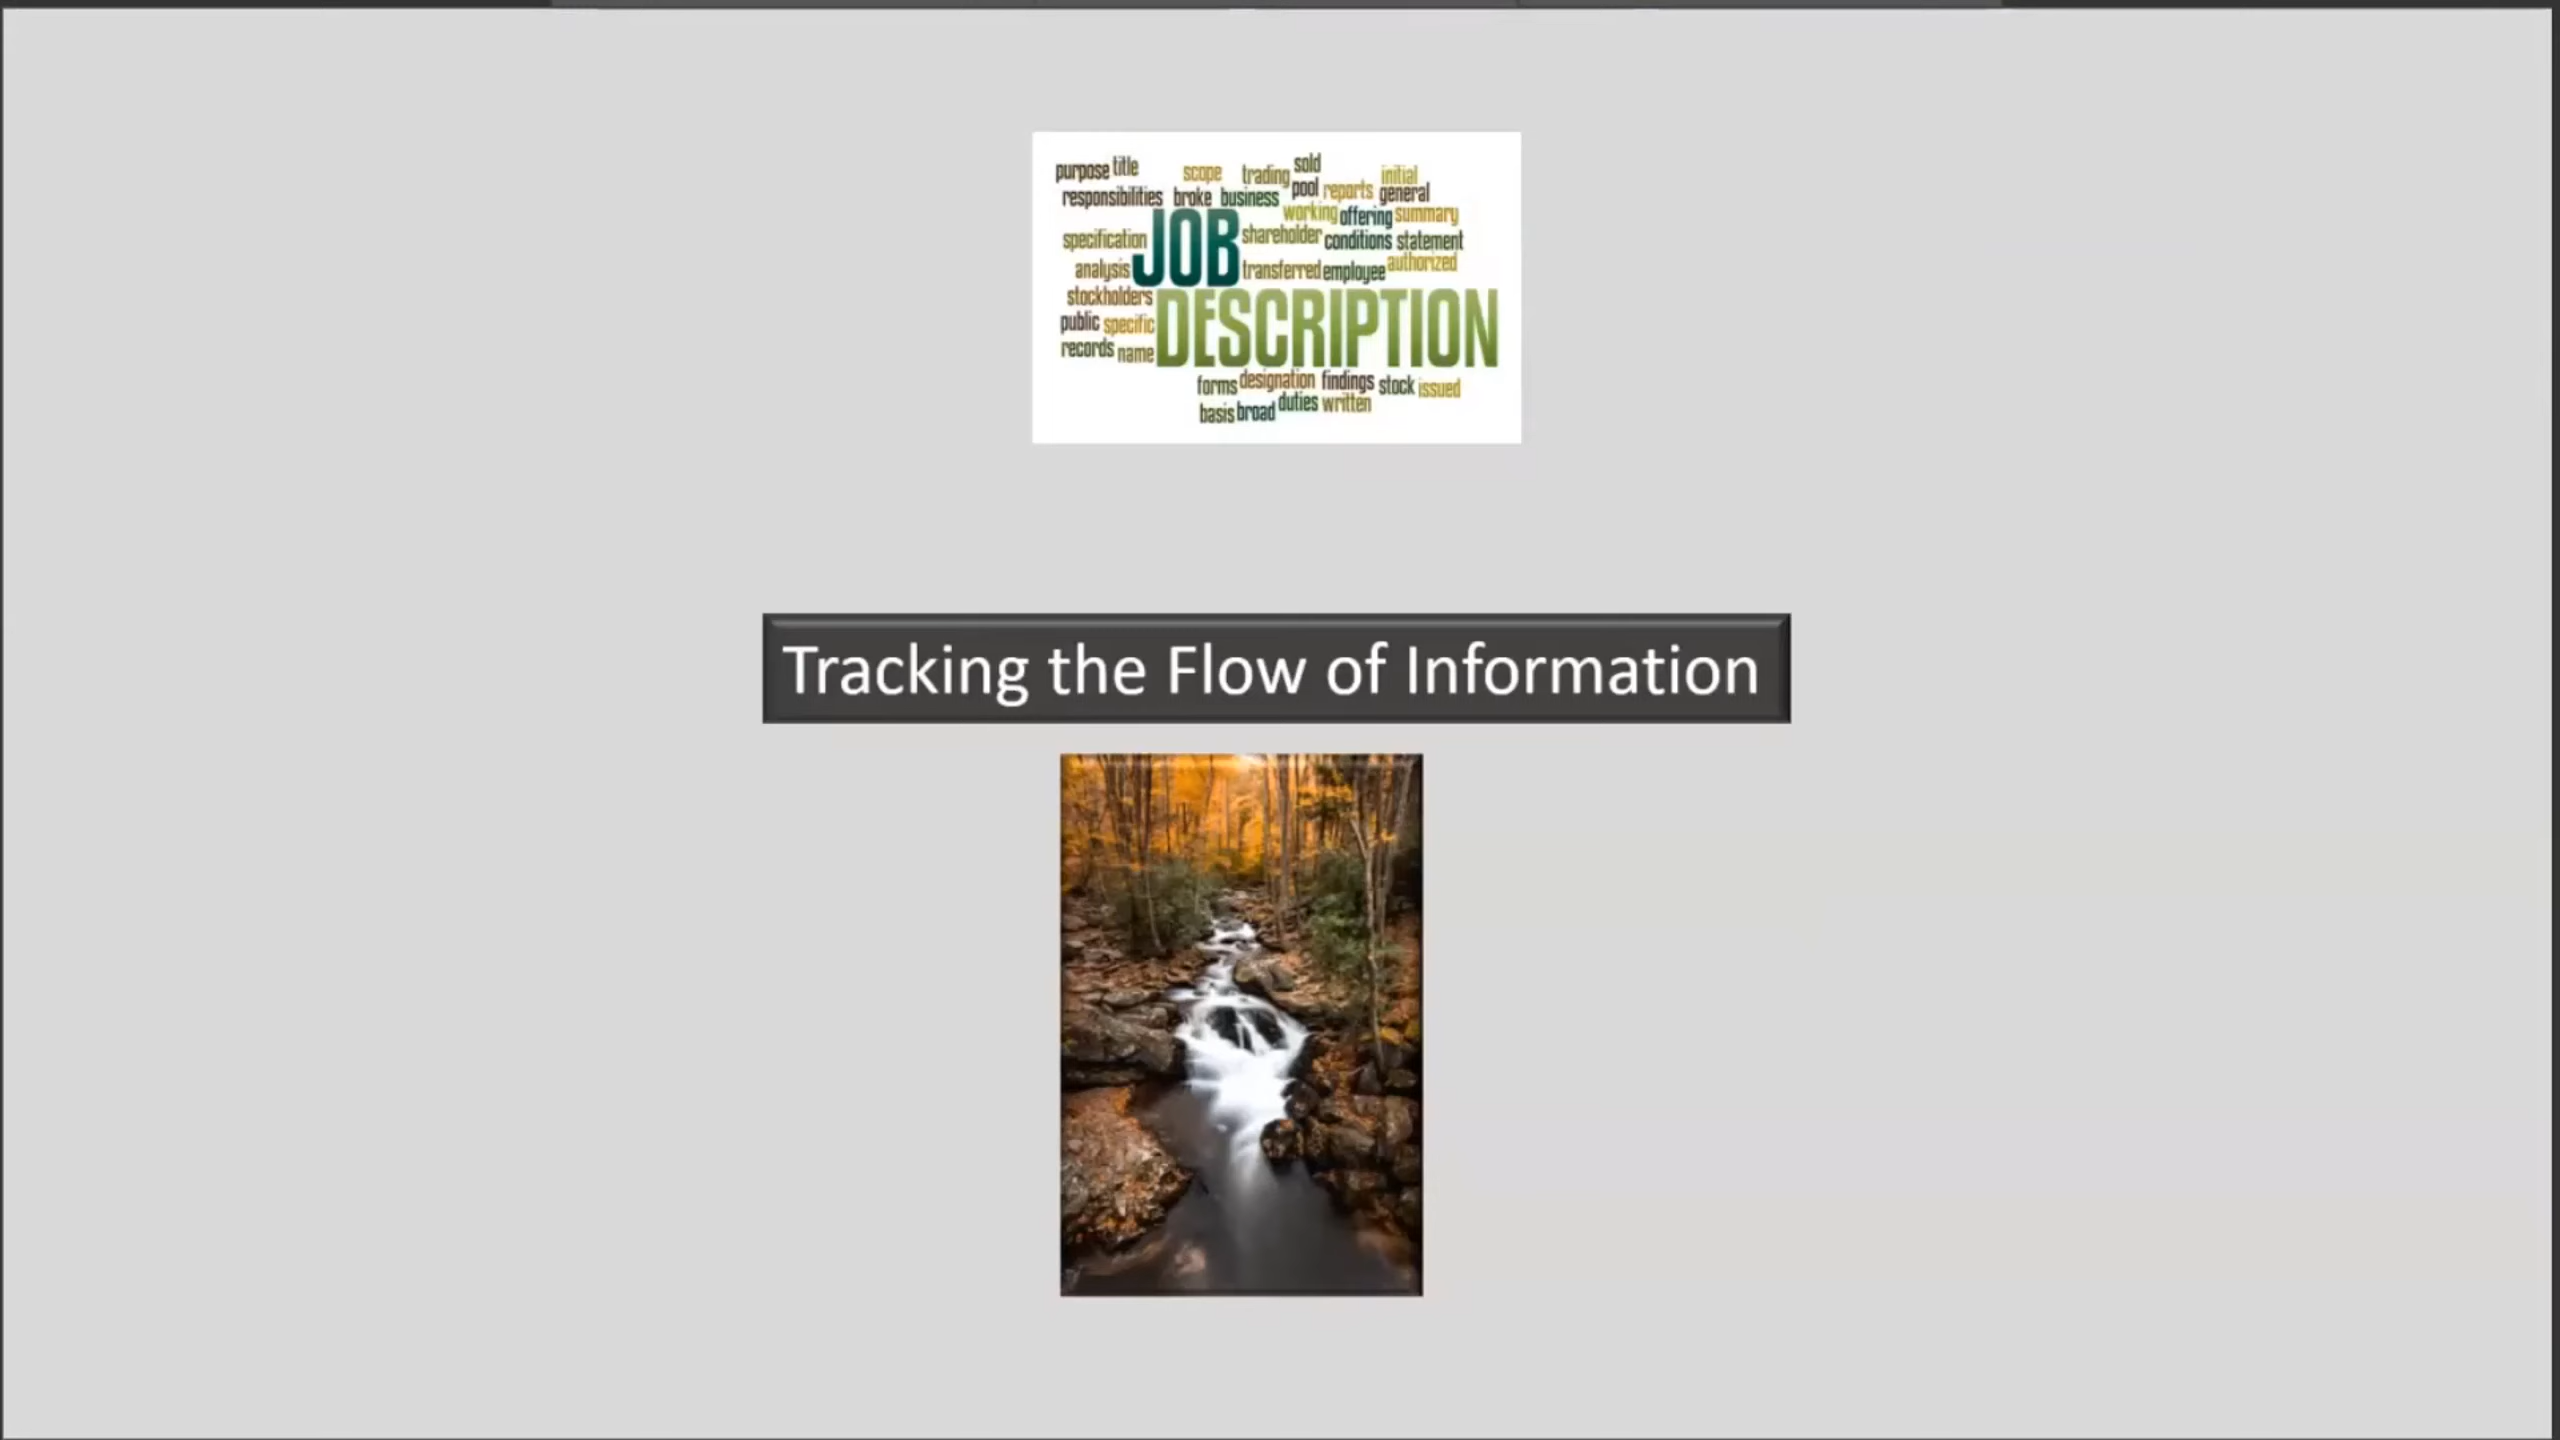 purpose title scope trading sold initial
responsibilities broke business pool reports general
working offering summary
specification JOB shareholder conditions statement
analysis transferred employee authorized
stockholders
public specific DESCRIPTION
records name
forms designation findings stock issued
basis broad duties written
Tracking the Flow of Information